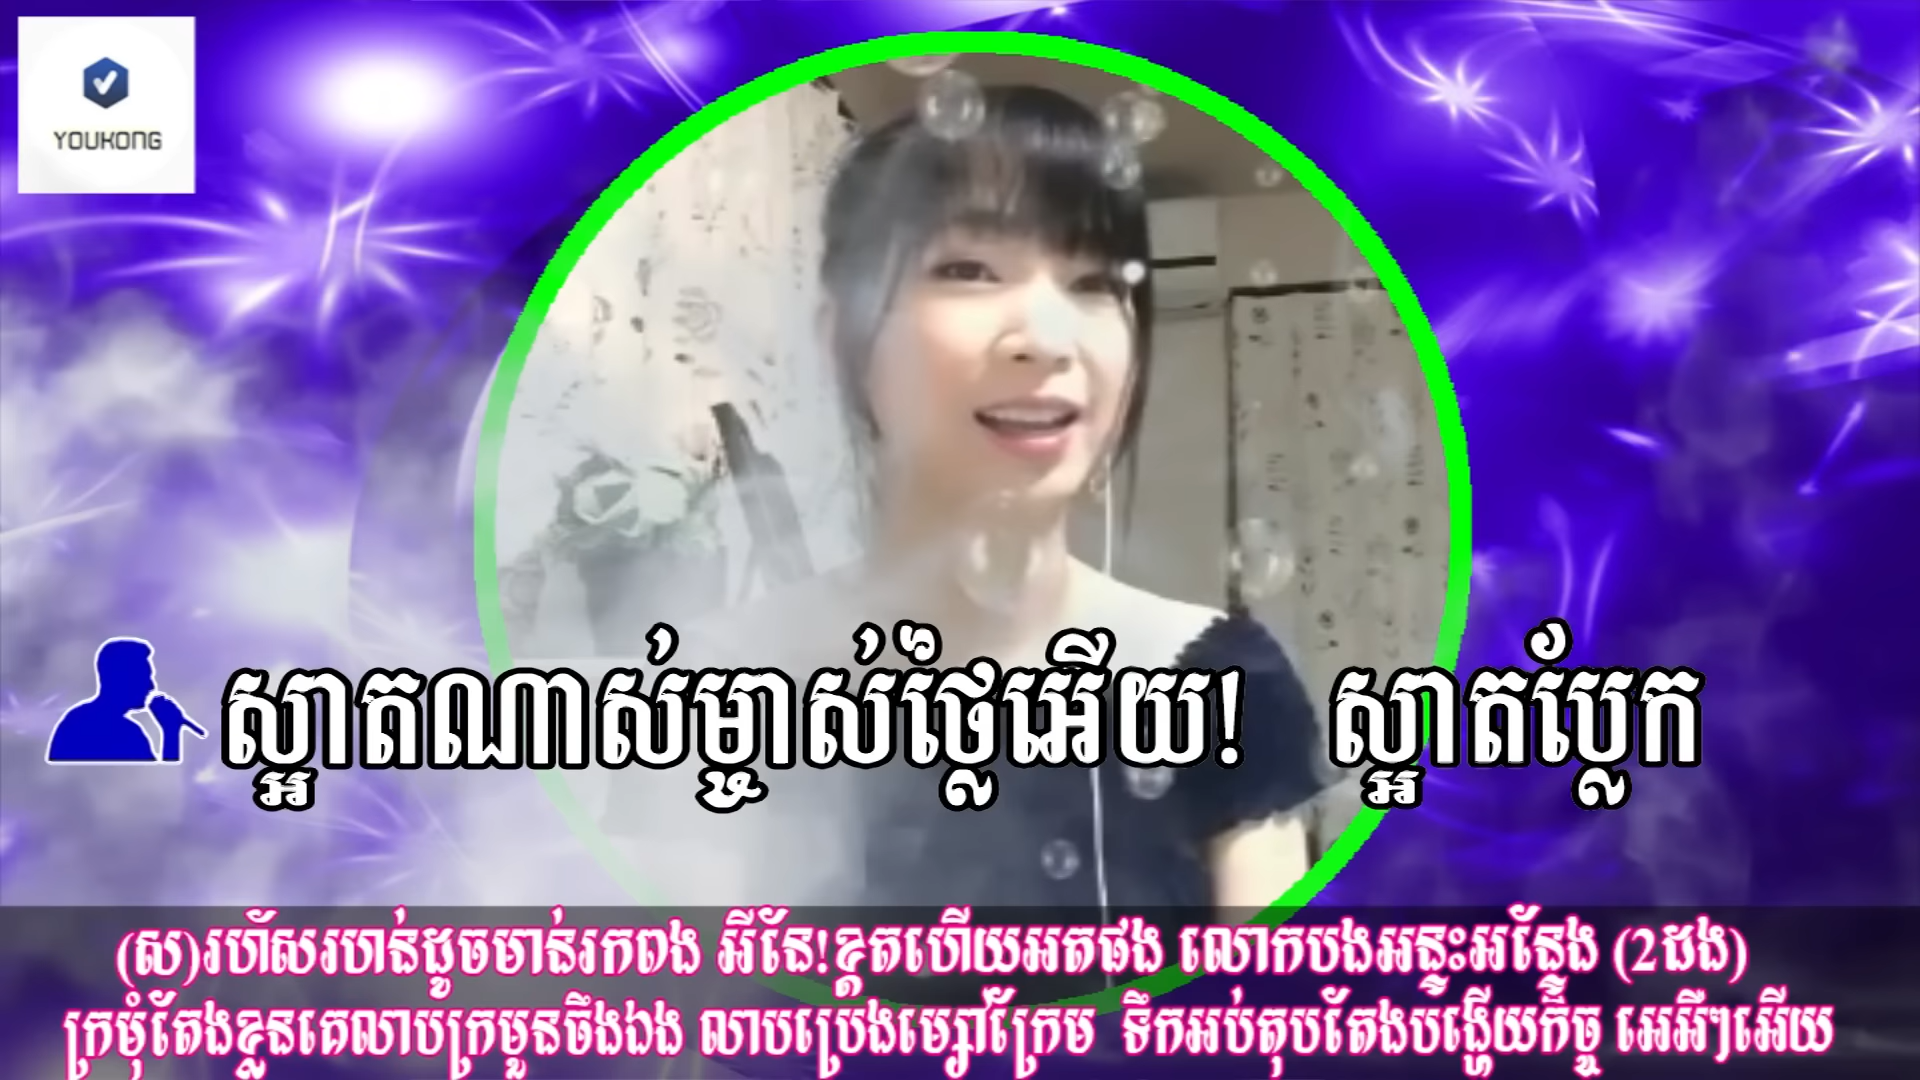 YOUKONG
ស្អាតណាស់ម្ចាស់ថ្លៃអើយ! ស្អាតប្លែក
(ស)រហ័សរហន់ដូចមាន់រកពង អីនែ!ខ្កតហើយអតផង លោកបងអន្ទះអន្ទែង (2ដង)
ក្រមុំតែងខ្លួនគេលាបក្រមួនចឹងឯង លាបប្រេងម្សៅក្រែម ទឹកអប់តុបតែងបង្ហើយកិច្ច អេអើៗអើយ